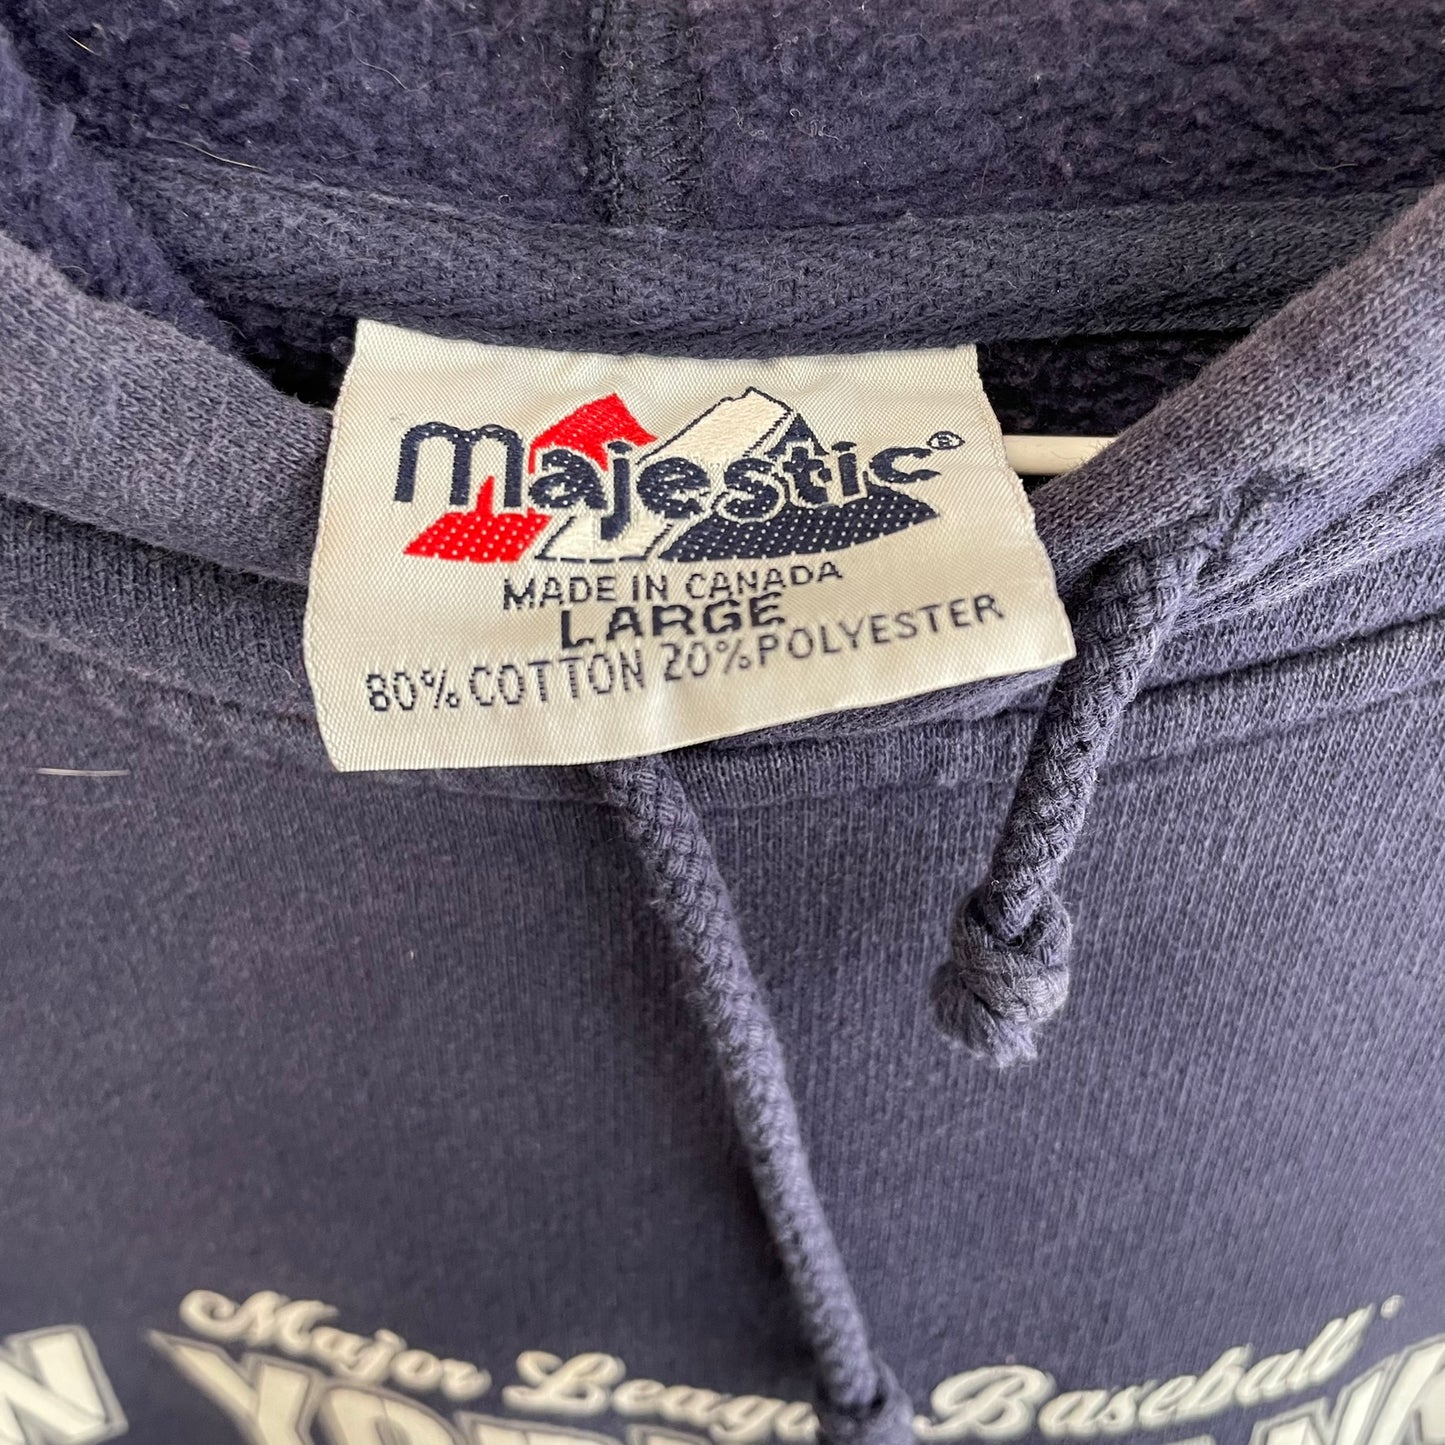 majestic®
MADE IN CANADA
LARGE
80% COTTON 20% POLYESTER
Major League Baseball®